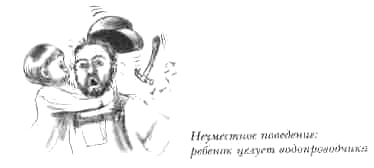 Неуместное поведение:
ребенок целует водопроводчика